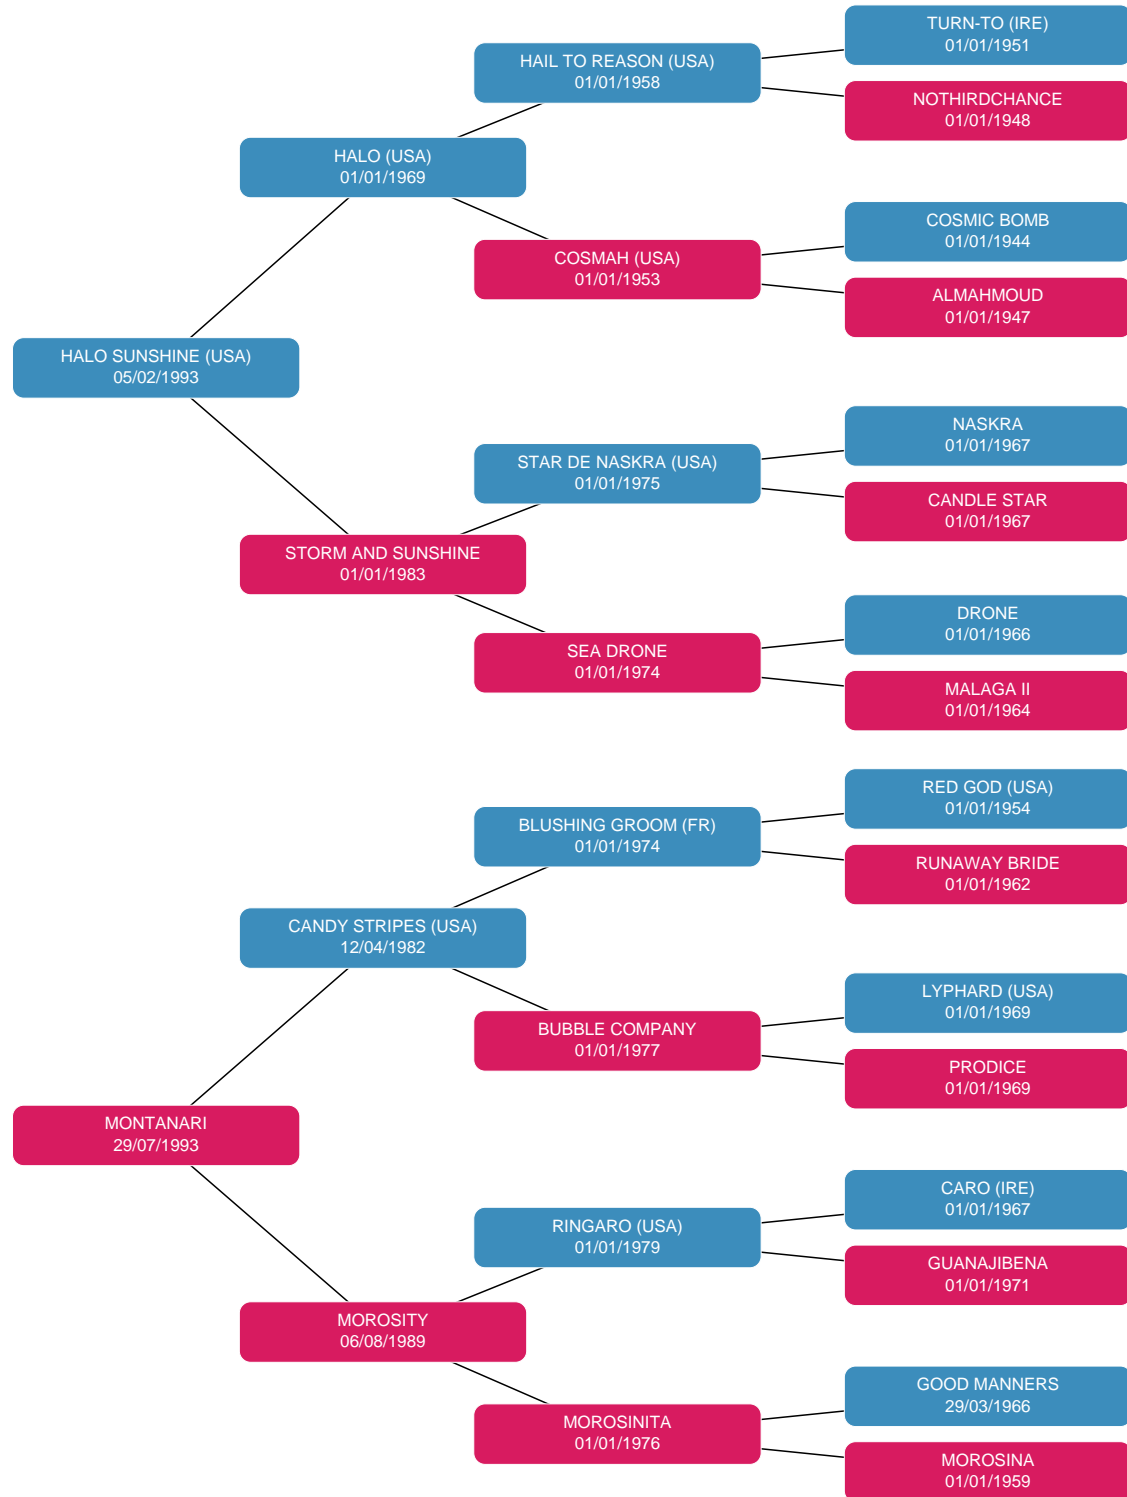 TURN-TO (IRE)
01/01/1951
HAIL TO REASON (USA)
01/01/1958
NOTHIRDCHANCE
01/01/1948
HALO (USA)
01/01/1969
COSMIC BOMB
01/01/1944
COSMAH (USA)
01/01/1953
ALMAHMOUD
01/01/1947
HALO SUNSHINE (USA)
05/02/1993
NASKRA
01/01/1967
STAR DE NASKRA (USA)
01/01/1975
CANDLE STAR
01/01/1967
STORM AND SUNSHINE
01/01/1983
DRONE
01/01/1966
SEA DRONE
01/01/1974
MALAGA II
01/01/1964
RED GOD (USA)
01/01/1954
BLUSHING GROOM (FR)
01/01/1974
RUNAWAY BRIDE
01/01/1962
CANDY STRIPES (USA)
12/04/1982
LYPHARD (USA)
01/01/1969
BUBBLE COMPANY
01/01/1977
PRODICE
01/01/1969
MONTANARI
29/07/1993
CARO (IRE)
01/01/1967
RINGARO (USA)
01/01/1979
GUANAJIBENA
01/01/1971
MOROSITY
06/08/1989
GOOD MANNERS
29/03/1966
MOROSINITA
01/01/1976
MOROSINA
01/01/1959